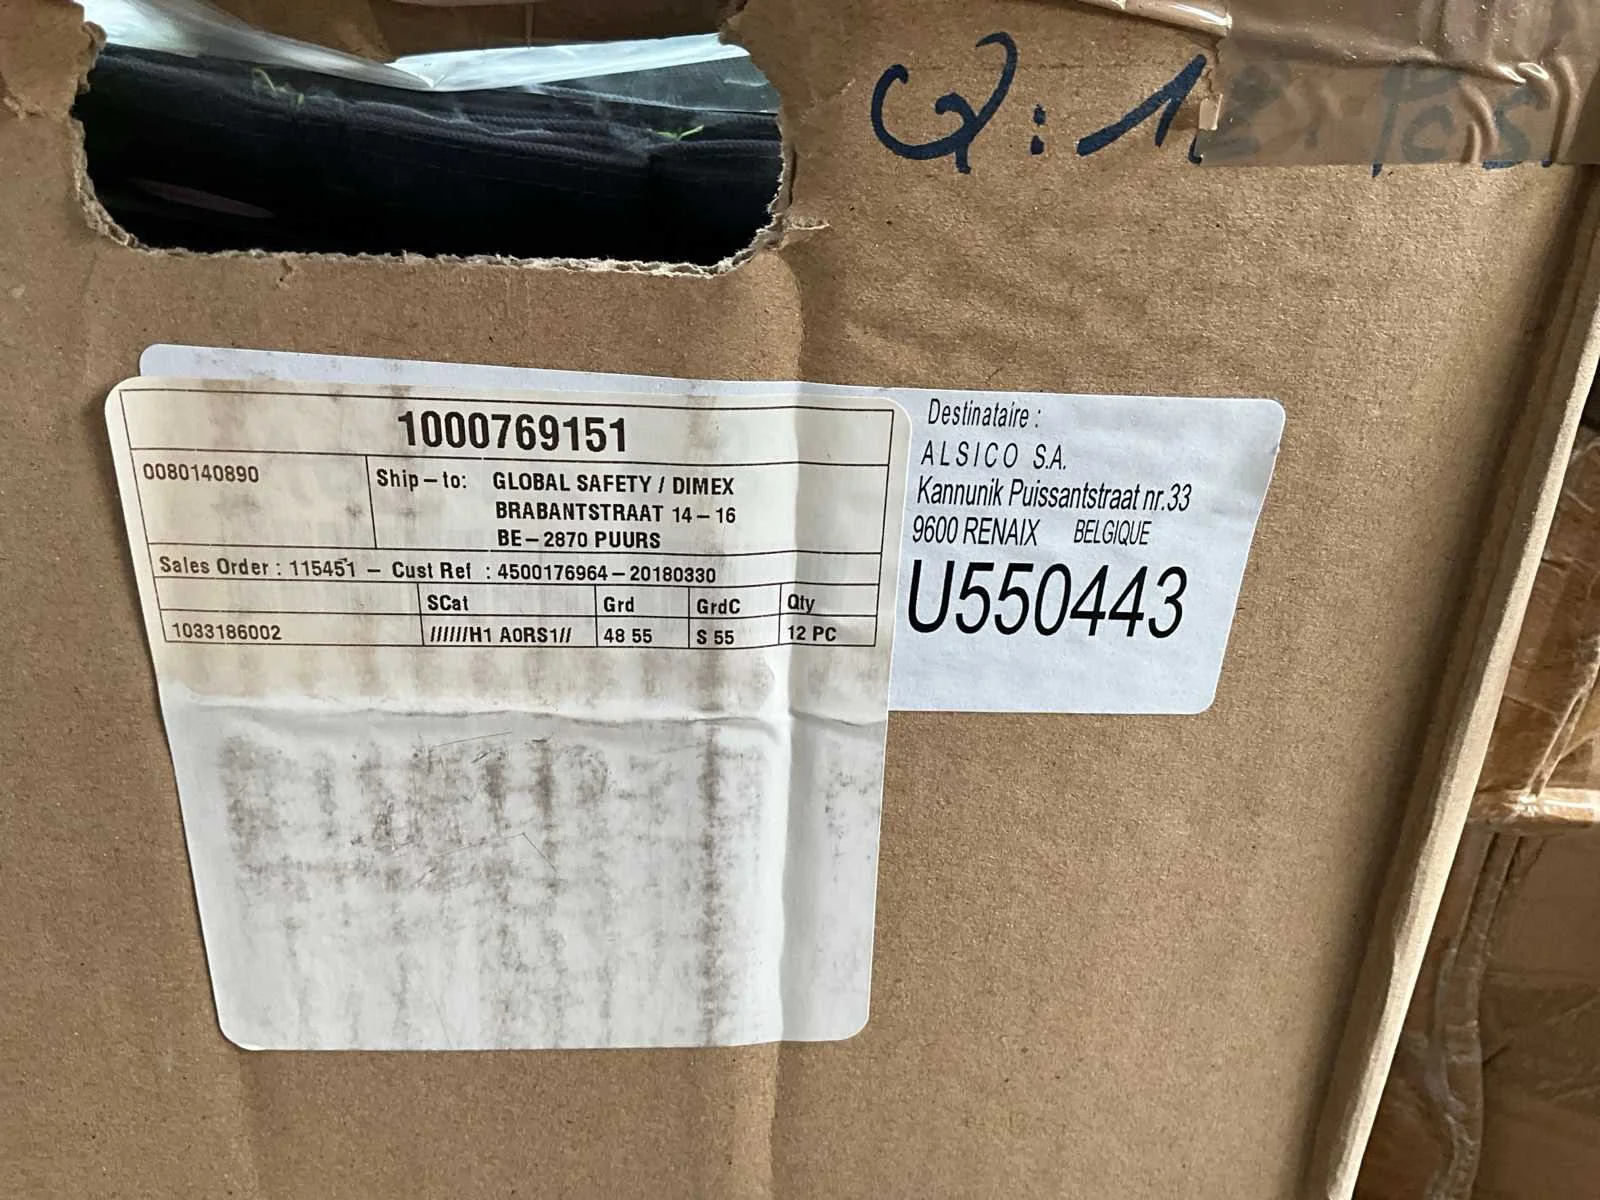 Q: 12 Pcs.
1000769151
0080140890
Ship-to: GLOBAL SAFETY / DIMEX
BRABANTSTRAAT 14-16
BE-2870 PUURS
Sales Order : 115451 - Cust Ref : 4500176964-20180330
SCat Grd GrdC Qty
1033186002 //////H1 A0RS1// 48 55 S 55 12 PC
Destinataire :
ALSICO S.A.
Kannunik Puissantstraat nr.33
9600 RENAIX BELGIQUE
U550443